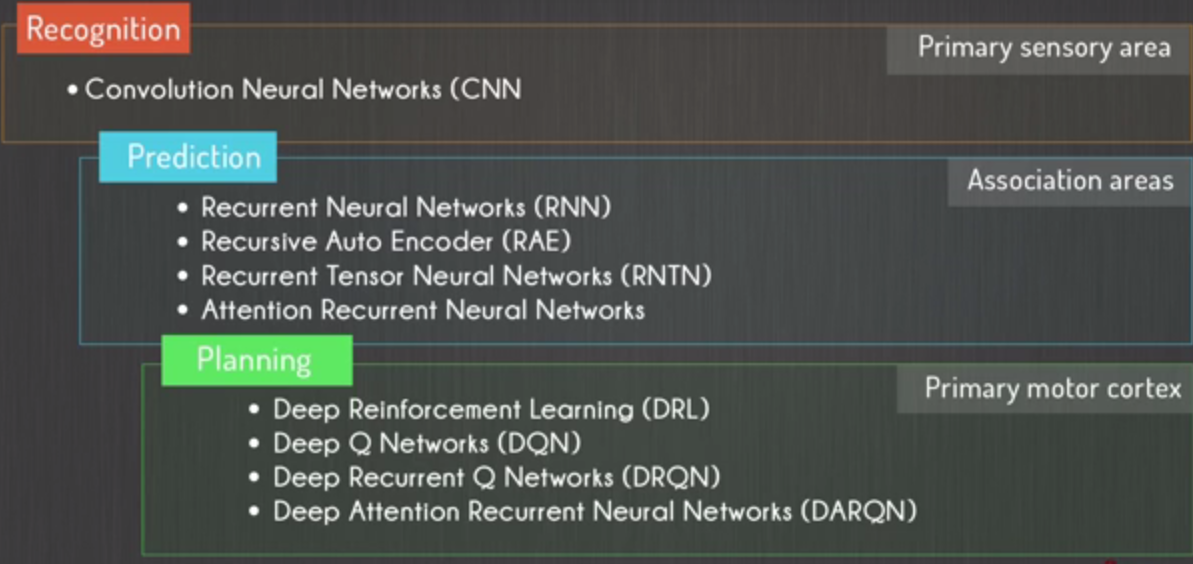 Recognition
Primary sensory area
• Convolution Neural Networks (CNN
Prediction
Association areas
• Recurrent Neural Networks (RNN)
• Recursive Auto Encoder (RAE)
• Recurrent Tensor Neural Networks (RNTN)
• Attention Recurrent Neural Networks
Planning
Primary motor cortex
• Deep Reinforcement Learning (DRL)
• Deep Q Networks (DQN)
• Deep Recurrent Q Networks (DRQN)
• Deep Attention Recurrent Neural Networks (DARQN)